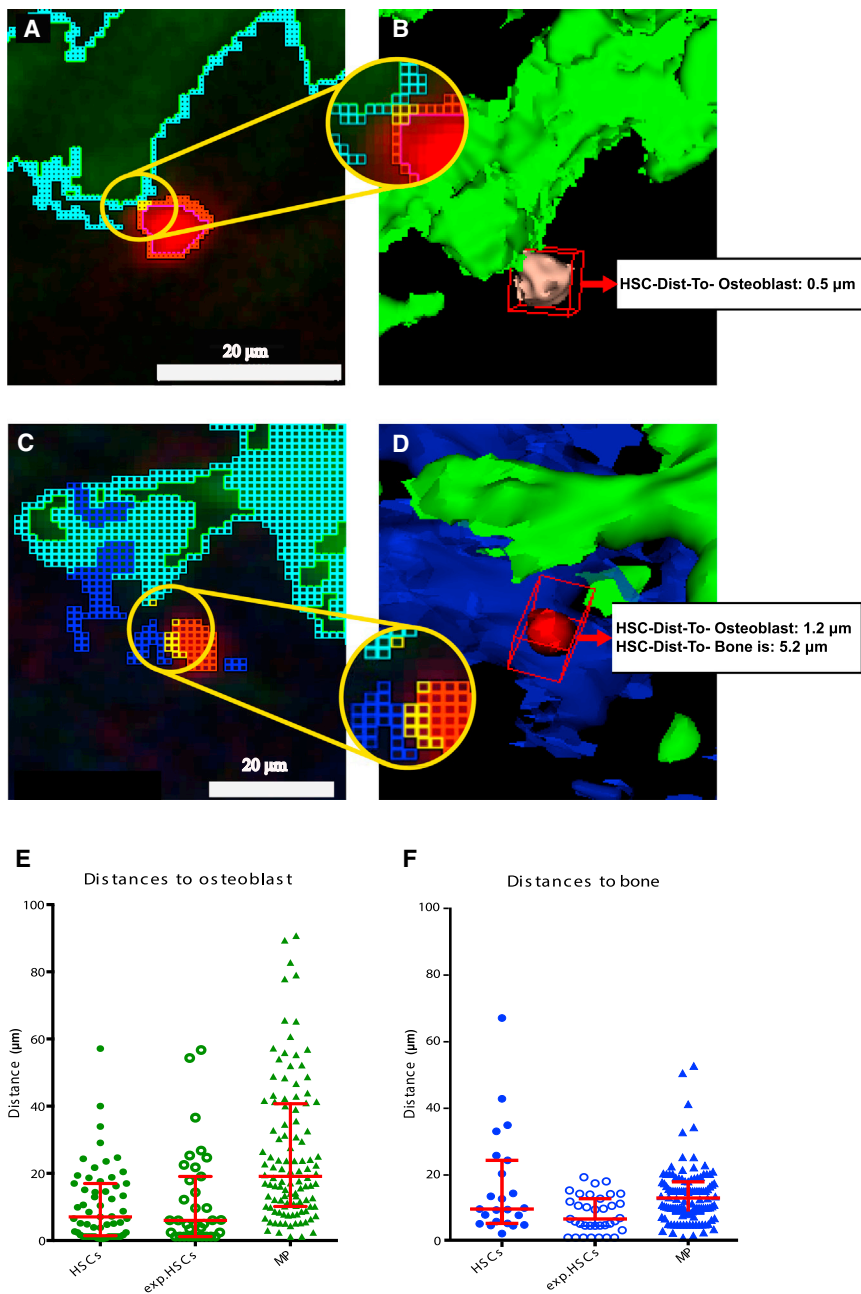 A
B
HSC-Dist-To- Osteoblast: 0.5 µm
20 µm
C
D
HSC-Dist-To- Osteoblast: 1.2 µm
HSC-Dist-To- Bone is: 5.2 µm
20 µm
E
Distances to osteoblast
100
80
60
40
20
0
Distance (µm)
HSCs
exp.HSCs
MP
F
Distances to bone
100
80
60
40
20
0
Distance (µm)
HSCs
exp.HSCs
MP